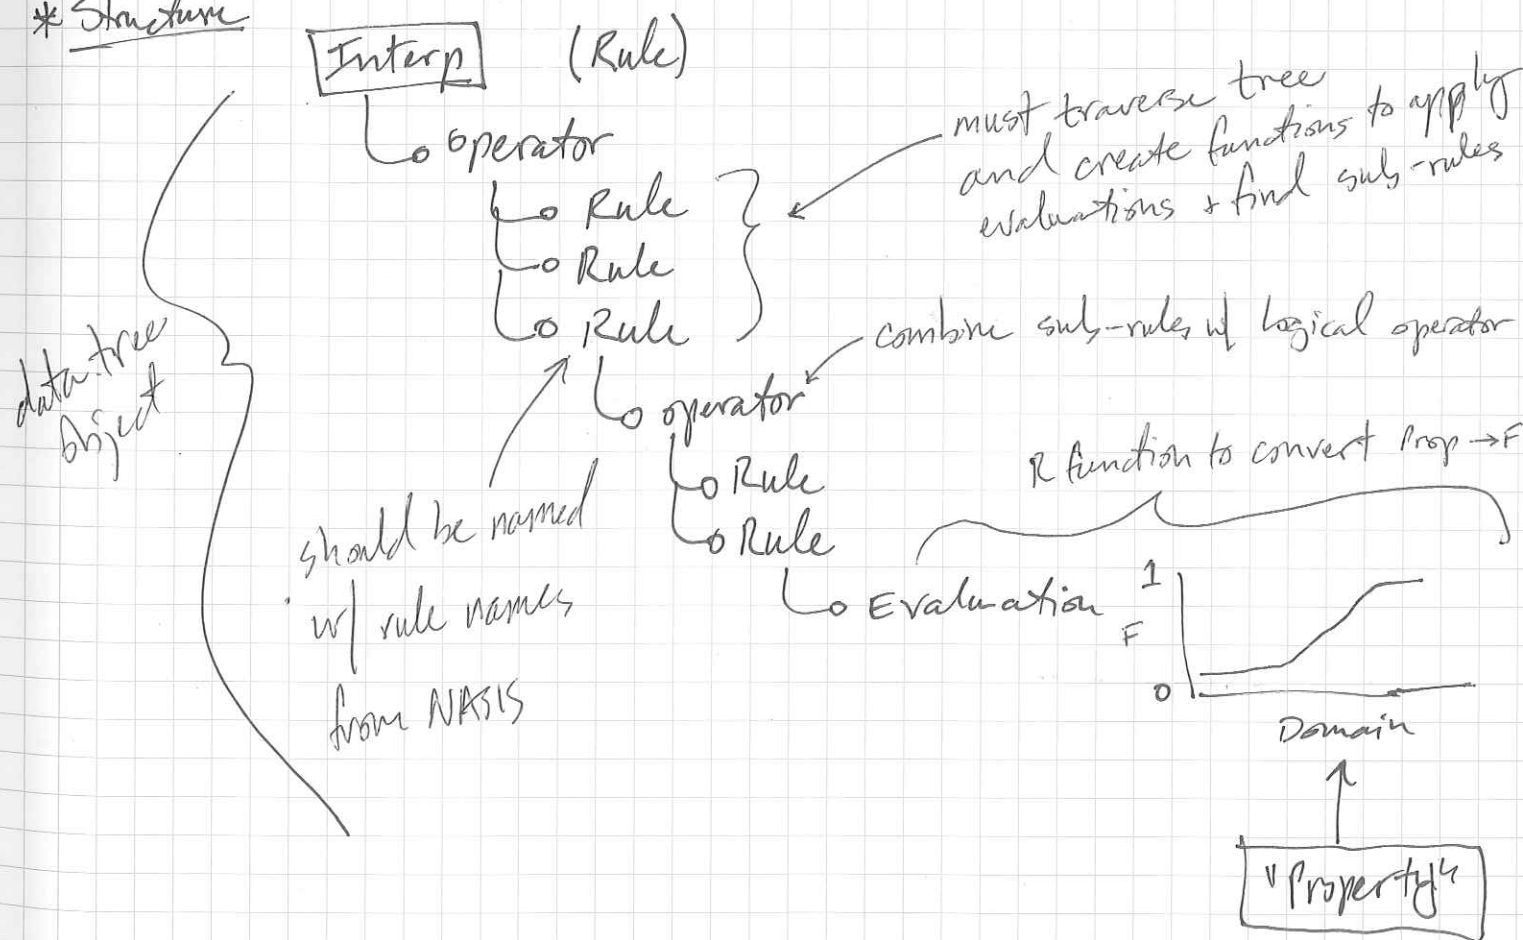 * Structure
Interp (Rule)
operator
Rule
Rule
Rule
must traverse tree
and create functions to apply
evaluations + find sub-rules
combine sub-rules w/ logical operator
operator
Rule
Rule
Evaluation
data.tree
object
should be named
w/ rule names
from NASIS
R function to convert Prop → F
1
F
0
Domain
"Property"